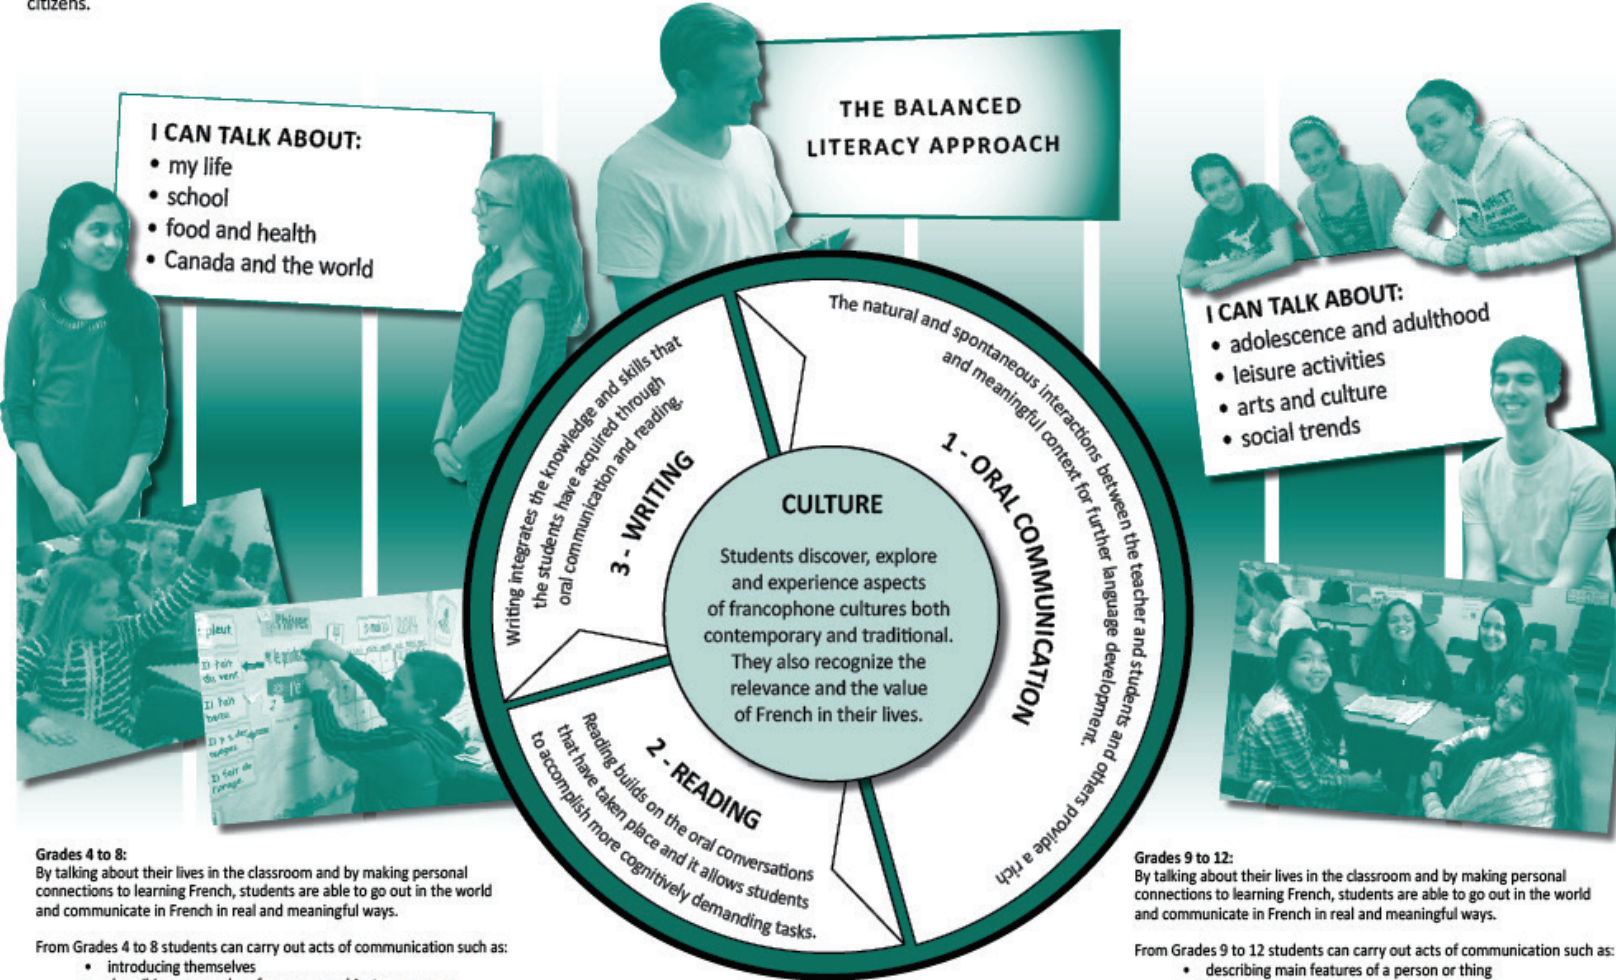 citizens.
THE BALANCED
LITERACY APPROACH
I CAN TALK ABOUT:
• my life
• school
• food and health
• Canada and the world
I CAN TALK ABOUT:
• adolescence and adulthood
• leisure activities
• arts and culture
• social trends
1 - ORAL COMMUNICATION
The natural and spontaneous interactions between the teacher and students and others provide a rich
and meaningful context for further language development.
2 - READING
Reading builds on the oral conversations
that have taken place and it allows students
to accomplish more cognitively demanding tasks.
3 - WRITING
Writing integrates the knowledge and skills that
the students have acquired through
oral communication and reading.
CULTURE
Students discover, explore
and experience aspects
of francophone cultures both
contemporary and traditional.
They also recognize the
relevance and the value
of French in their lives.
pleut
l'hiver
Il fait
du vent
Il fait
Il fait de
l'orage.
Grades 4 to 8:
By talking about their lives in the classroom and by making personal
connections to learning French, students are able to go out in the world
and communicate in French in real and meaningful ways.
From Grades 4 to 8 students can carry out acts of communication such as:
• introducing themselves
Grades 9 to 12:
By talking about their lives in the classroom and by making personal
connections to learning French, students are able to go out in the world
and communicate in French in real and meaningful ways.
From Grades 9 to 12 students can carry out acts of communication such as:
• describing main features of a person or thing